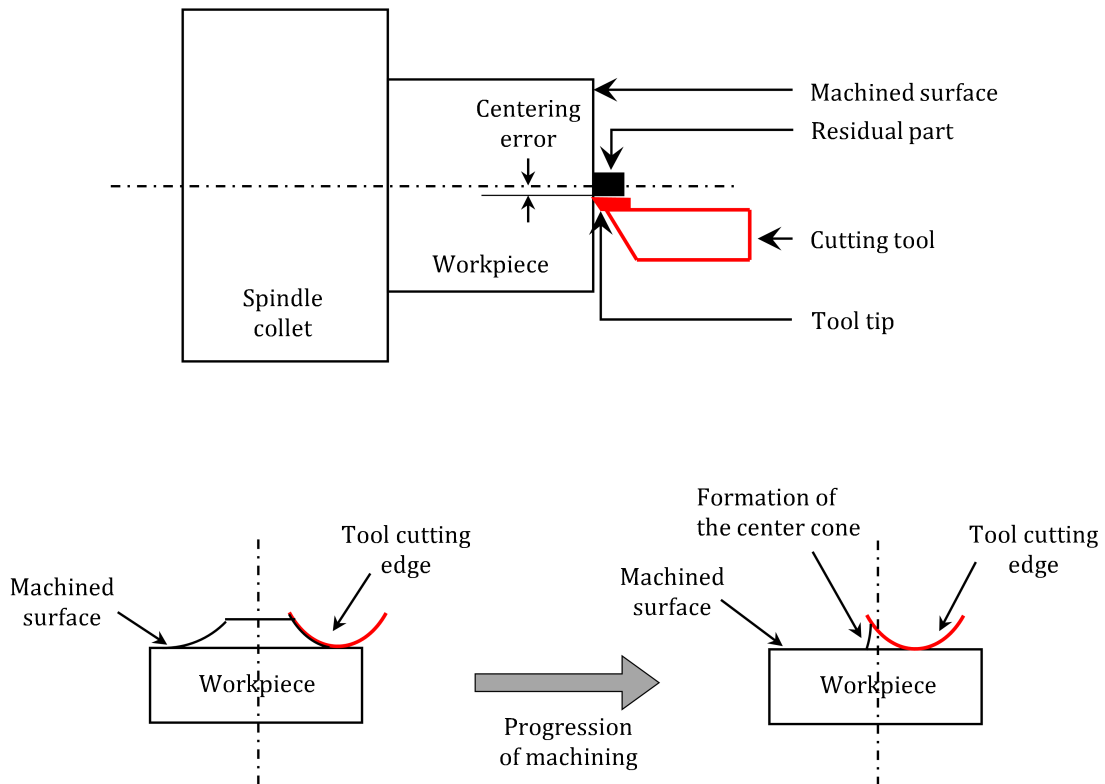 Centering
error
Machined surface
Residual part
Cutting tool
Workpiece
Spindle
collet
Tool tip
Tool cutting
edge
Machined
surface
Workpiece
Progression
of machining
Formation of
the center cone
Tool cutting
edge
Machined
surface
Workpiece